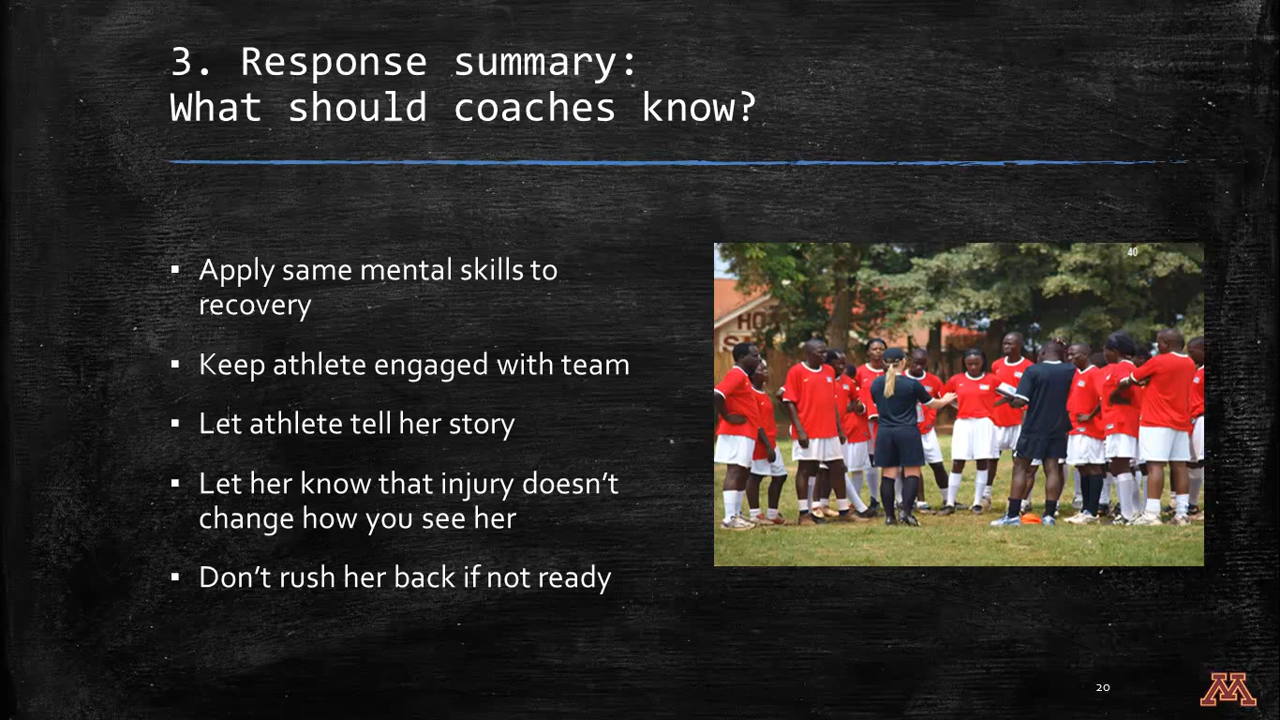 3. Response summary:
What should coaches know?
▪ Apply same mental skills to
recovery
▪ Keep athlete engaged with team
▪ Let athlete tell her story
▪ Let her know that injury doesn’t
change how you see her
▪ Don’t rush her back if not ready
40
HO
20
M